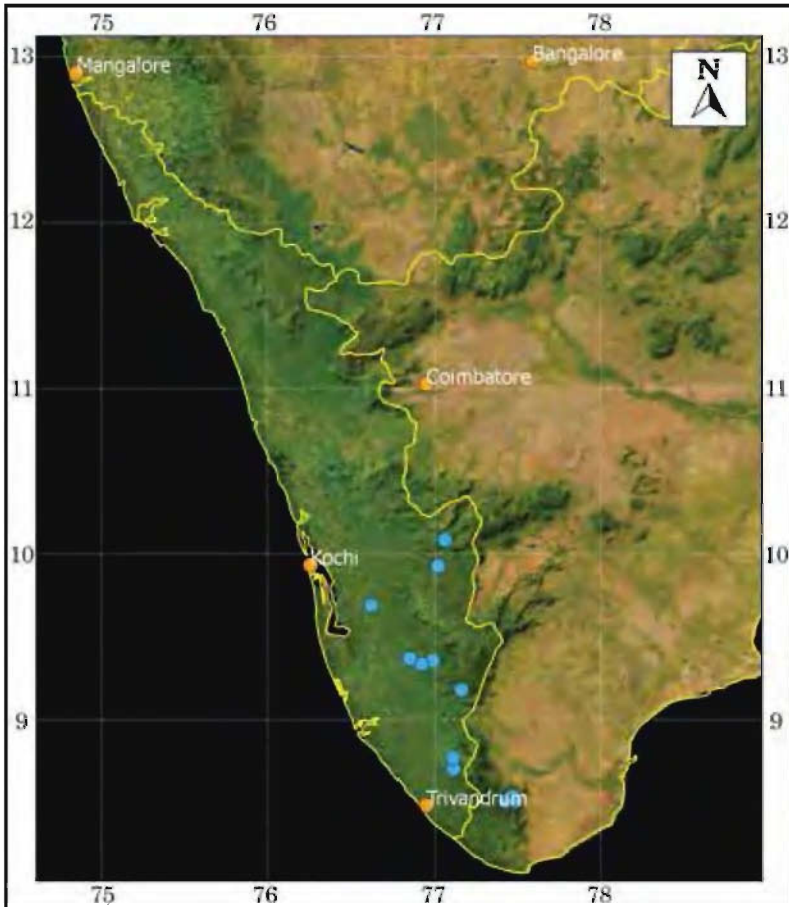 75 76 77 78
13 Mangalore Bangalore 13
N
12 12
11 Coimbatore 11
10 Kochi 10
9 9
Trivandrum
75 76 77 78